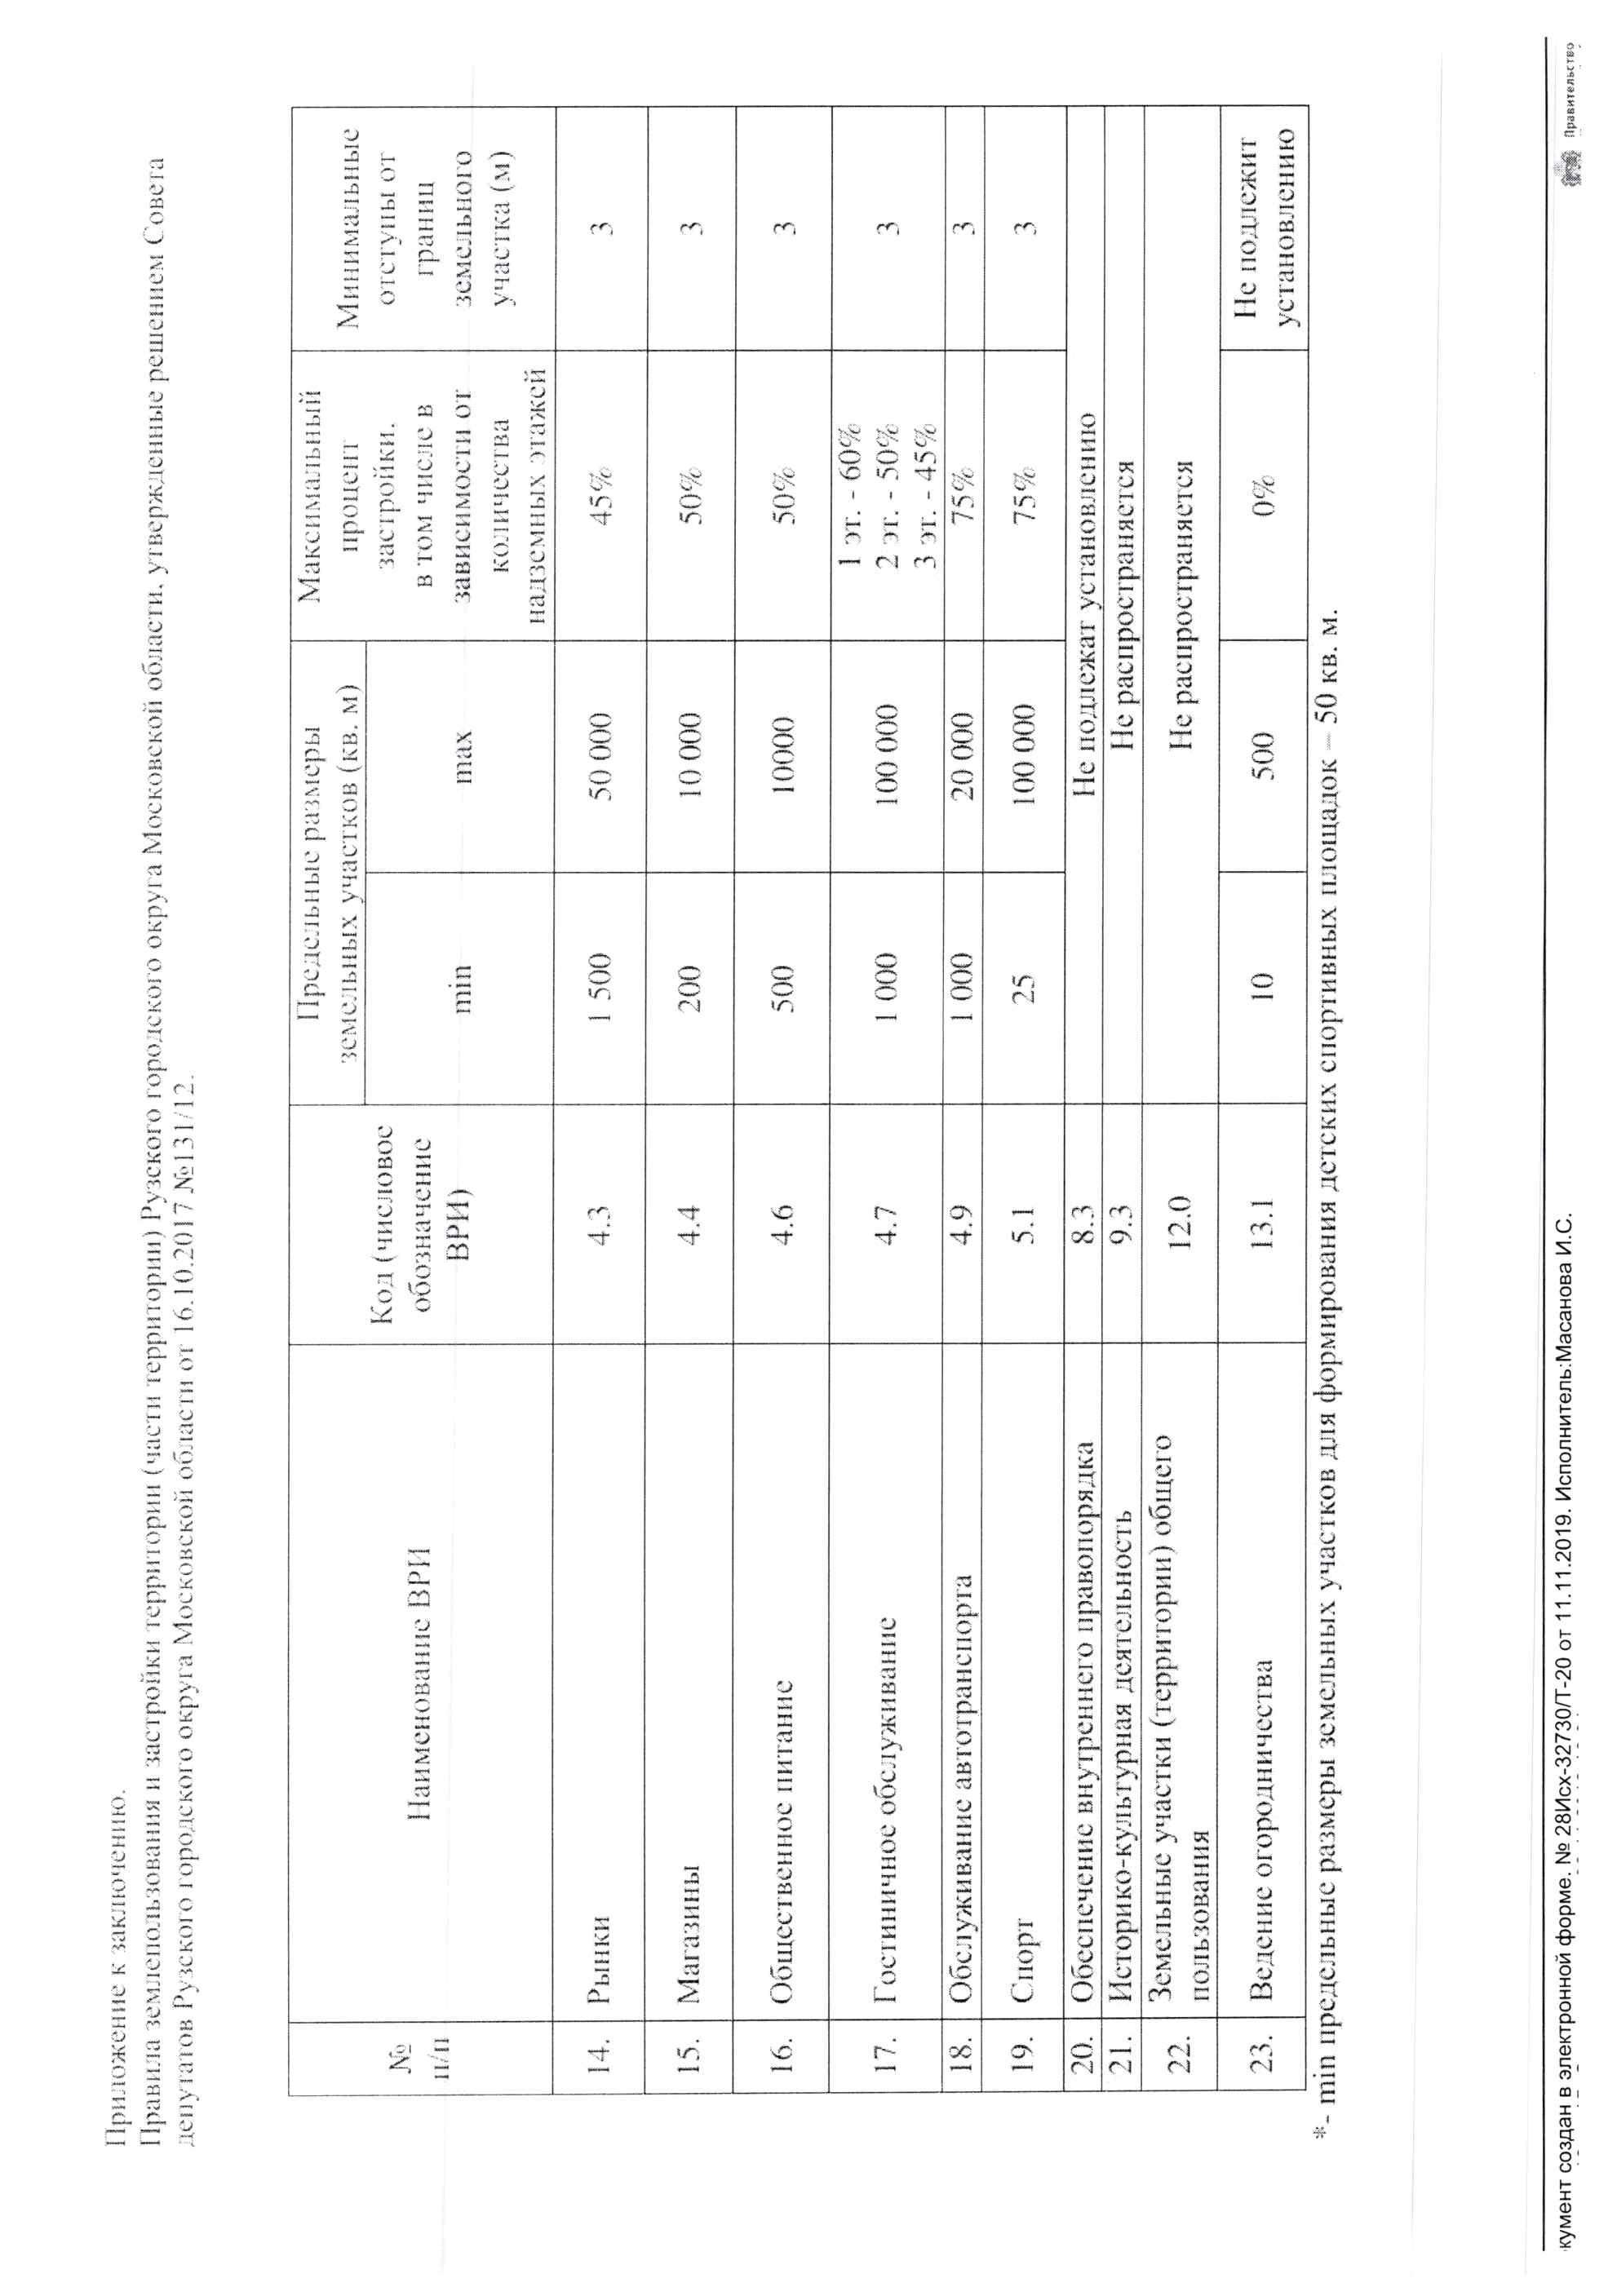 Приложение к заключению.
Правила землепользования и застройки территории (части территории) Рузского городского округа Московской области, утвержденные решением Совета
депутатов Рузского городского округа Московской области от 16.10.2017 №131/12.
№ п/п
Наименование ВРИ
Код (числовое
обозначение
ВРИ)
Предельные размеры
земельных участков (кв. м)
min
max
Максимальный
процент
застройки.
в том числе в
зависимости от
количества
надземных этажей
Минимальные
отступы от
границ
земельного
участка (м)
14. Рынки 4.3 1 500 50 000 45% 3
15. Магазины 4.4 200 10 000 50% 3
16. Общественное питание 4.6 500 10000 50% 3
17. Гостиничное обслуживание 4.7 1 000 100 000 1 эт. - 60%
2 эт. - 50%
3 эт. - 45% 3
18. Обслуживание автотранспорта 4.9 1 000 20 000 75% 3
19. Спорт 5.1 25 100 000 75% 3
20. Обеспечение внутреннего правопорядка 8.3 Не подлежат установлению
21. Историко-культурная деятельность 9.3 Не распространяется
22. Земельные участки (территории) общего
пользования 12.0 Не распространяется
23. Ведение огородничества 13.1 10 500 0% Не подлежит
установлению
*- min предельные размеры земельных участков для формирования детских спортивных площадок — 50 кв. м.
кумент создан в электронной форме. № 28Исх-32730/Т-20 от 11.11.2019. Исполнитель:Масанова И.С.
Правительство